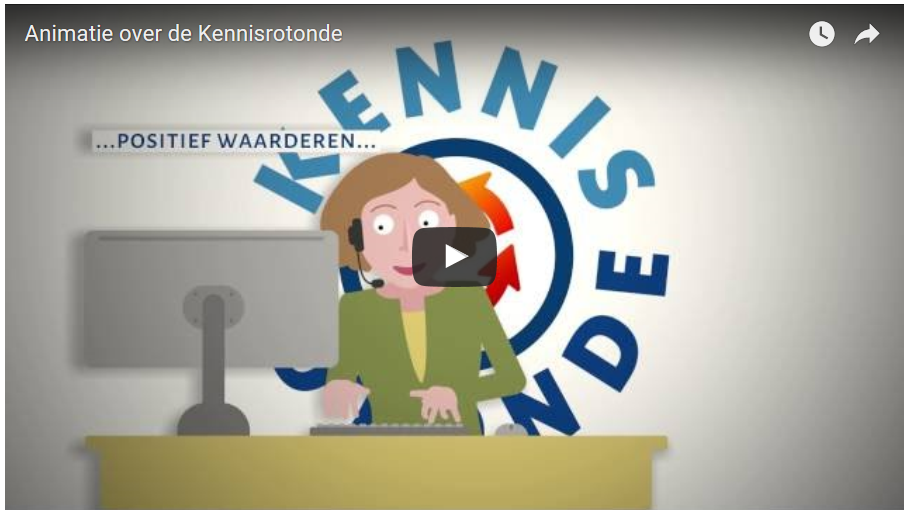 Animatie over de Kennisrotonde
KENNIS
...POSITIEF WAARDEREN...
NDE